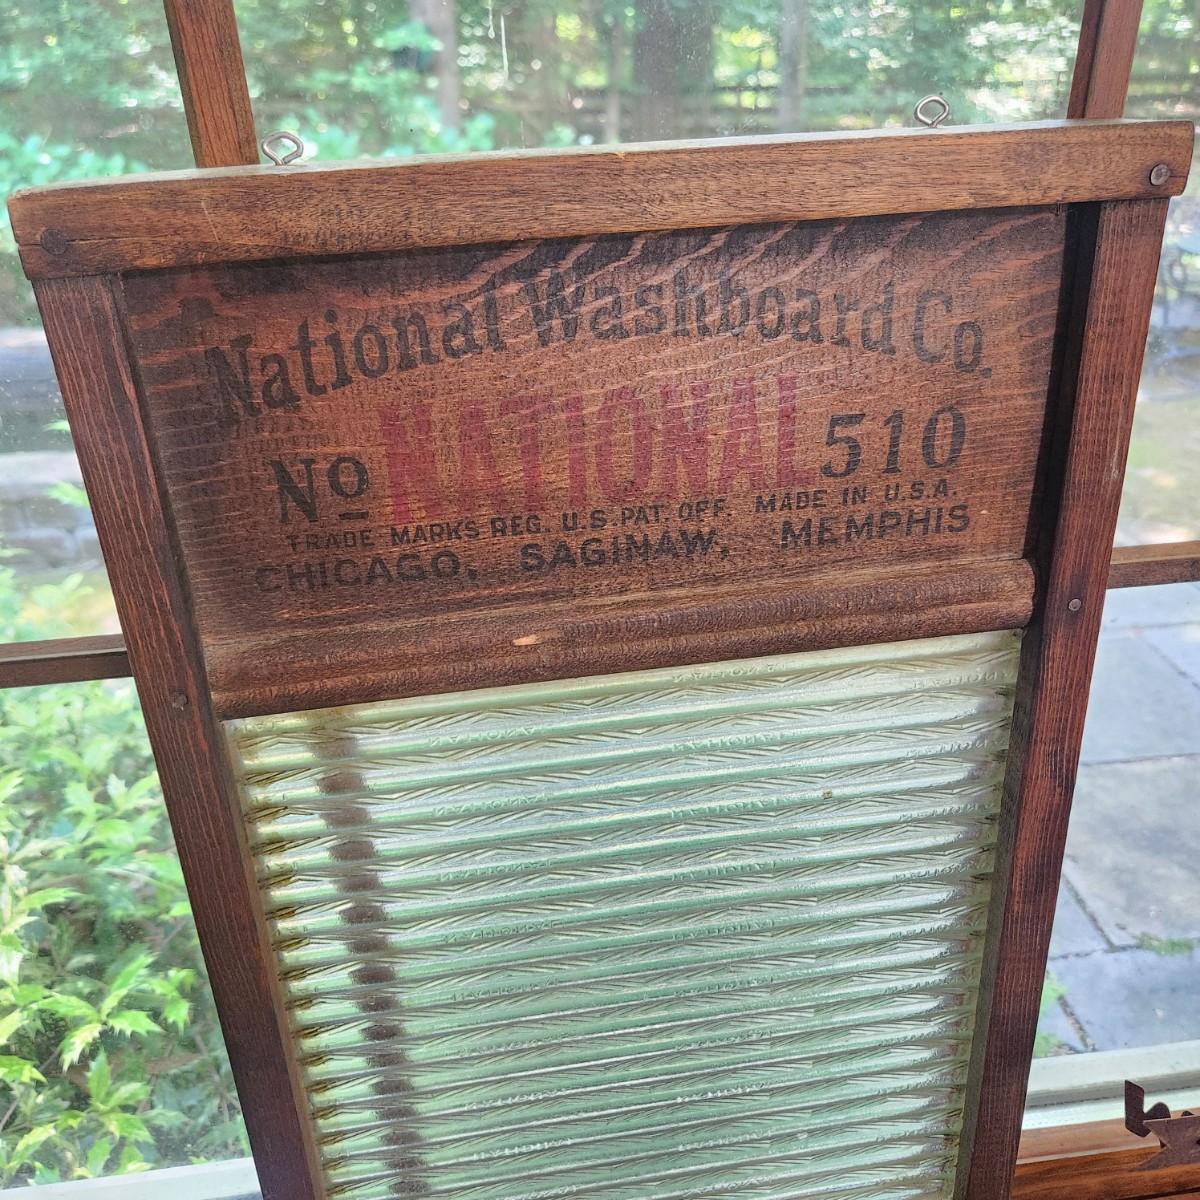 National Washboard Co.
No NATIONAL 510
TRADE MARKS REG. U.S. PAT. OFF. MADE IN U.S.A.
CHICAGO, SAGINAW, MEMPHIS